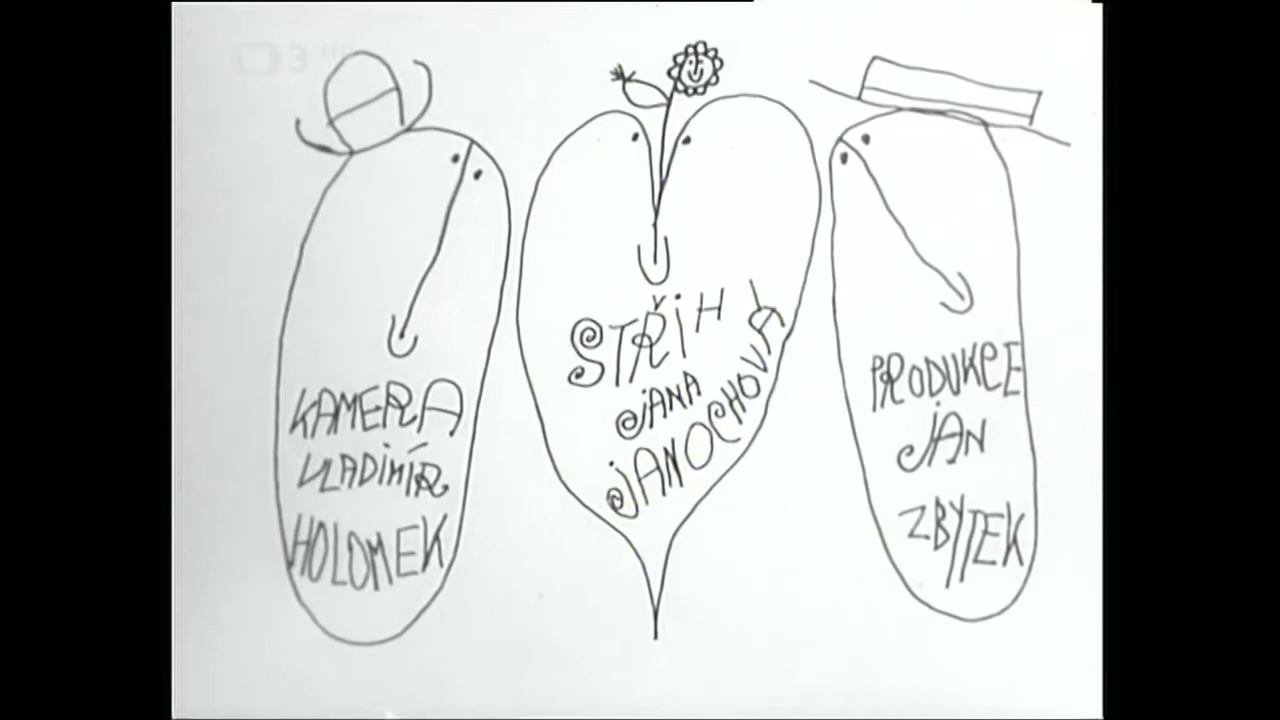 KAMERA
VLADIMÍR
HOLOMEK
STŘIH
JANA
JANOCHOVÁ
PRODUKCE
JAN
ZBYTEK